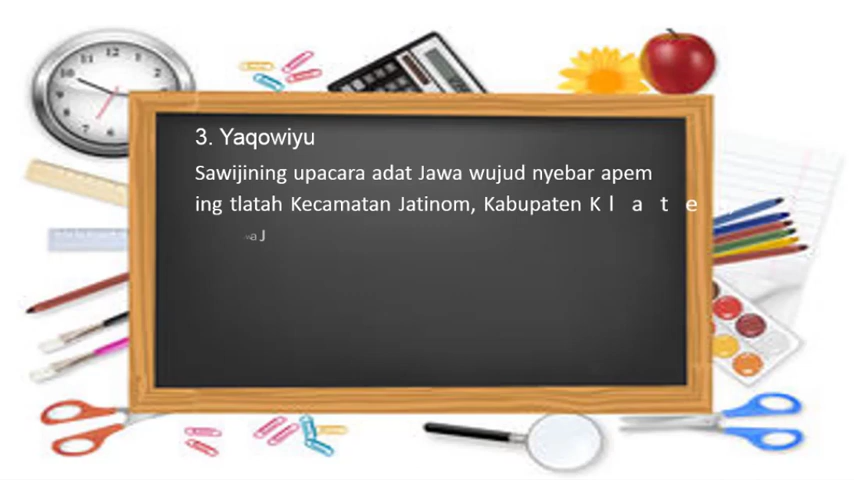 3. Yaqowiyu
Sawijining upacara adat Jawa wujud nyebar apem
ing tlatah Kecamatan Jatinom, Kabupaten K l a t e
a J